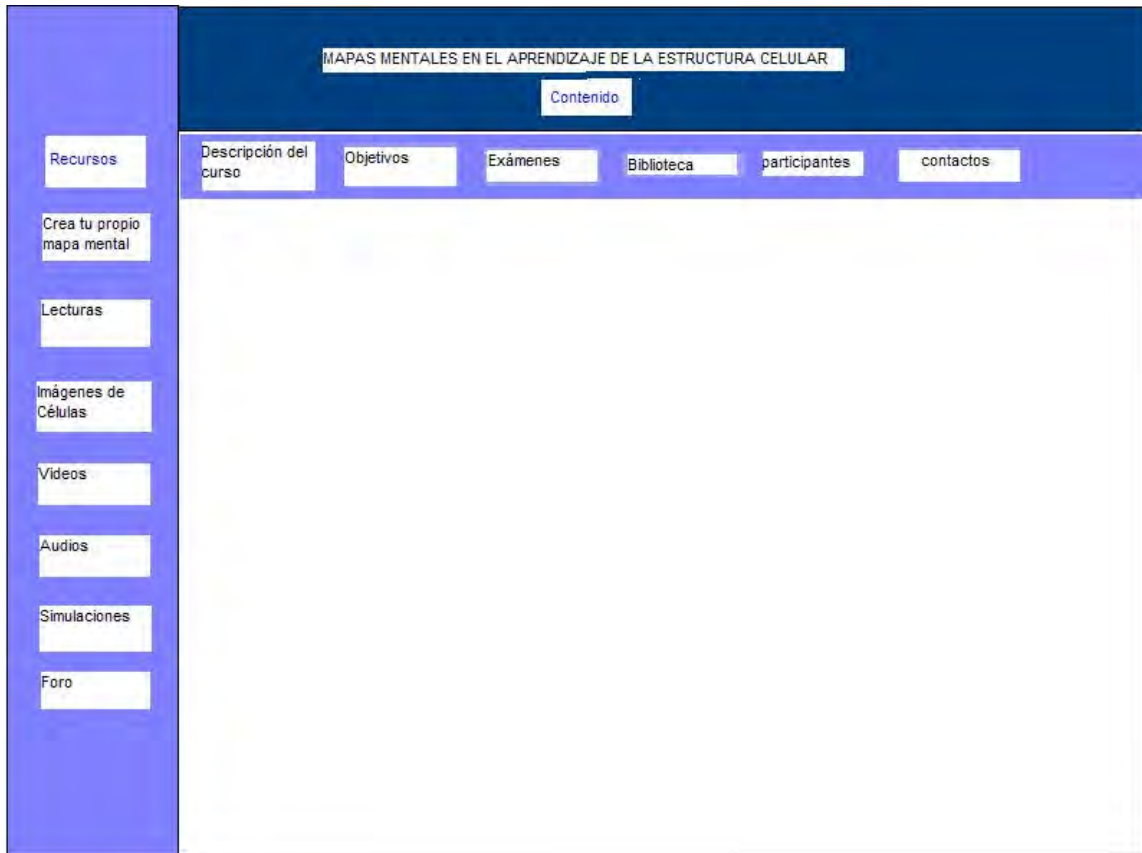 MAPAS MENTALES EN EL APRENDIZAJE DE LA ESTRUCTURA CELULAR
Contenido
Descripción del
curso
Objetivos
Exámenes
Biblioteca
participantes
contactos
Recursos
Crea tu propio
mapa mental
Lecturas
Imágenes de
Células
Videos
Audios
Simulaciones
Foro